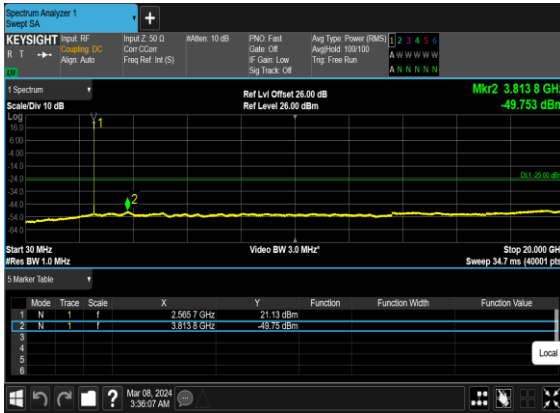 Spectrum Analyzer 1
Swept SA
KEYSIGHT Input: RF Input Z: 50 Ω #Atten: 10 dB PNO: Fast Avg Type: Power (RMS) 1 2 3 4 5 6
R T Coupling: DC Corr CCorr Gate: Off Avg|Hold: 100/100 A W W W W W
Align: Auto Freq Ref: Int (S) IF Gain: Low Trig: Free Run
Sig Track: Off A N N N N N
1 Spectrum Ref Lvl Offset 26.00 dB Mkr2 3.813 8 GHz
Scale/Div 10 dB Ref Level 26.00 dBm -49.753 dBm
Log
16.0
6.00
-4.00
-14.0
-24.0
-34.0
-44.0
-54.0
-64.0
1
2
DL1 -25.00 dBm
Start 30 MHz Video BW 3.0 MHz* Stop 20.000 GHz
#Res BW 1.0 MHz Sweep 34.7 ms (40001 pts)
5 Marker Table
Mode Trace Scale X Y Function Function Width Function Value
1 N 1 f 2.565 7 GHz 21.13 dBm
2 N 1 f 3.813 8 GHz -49.75 dBm
3
4
5
6
Local
? Mar 08, 2024
3:36:07 AM